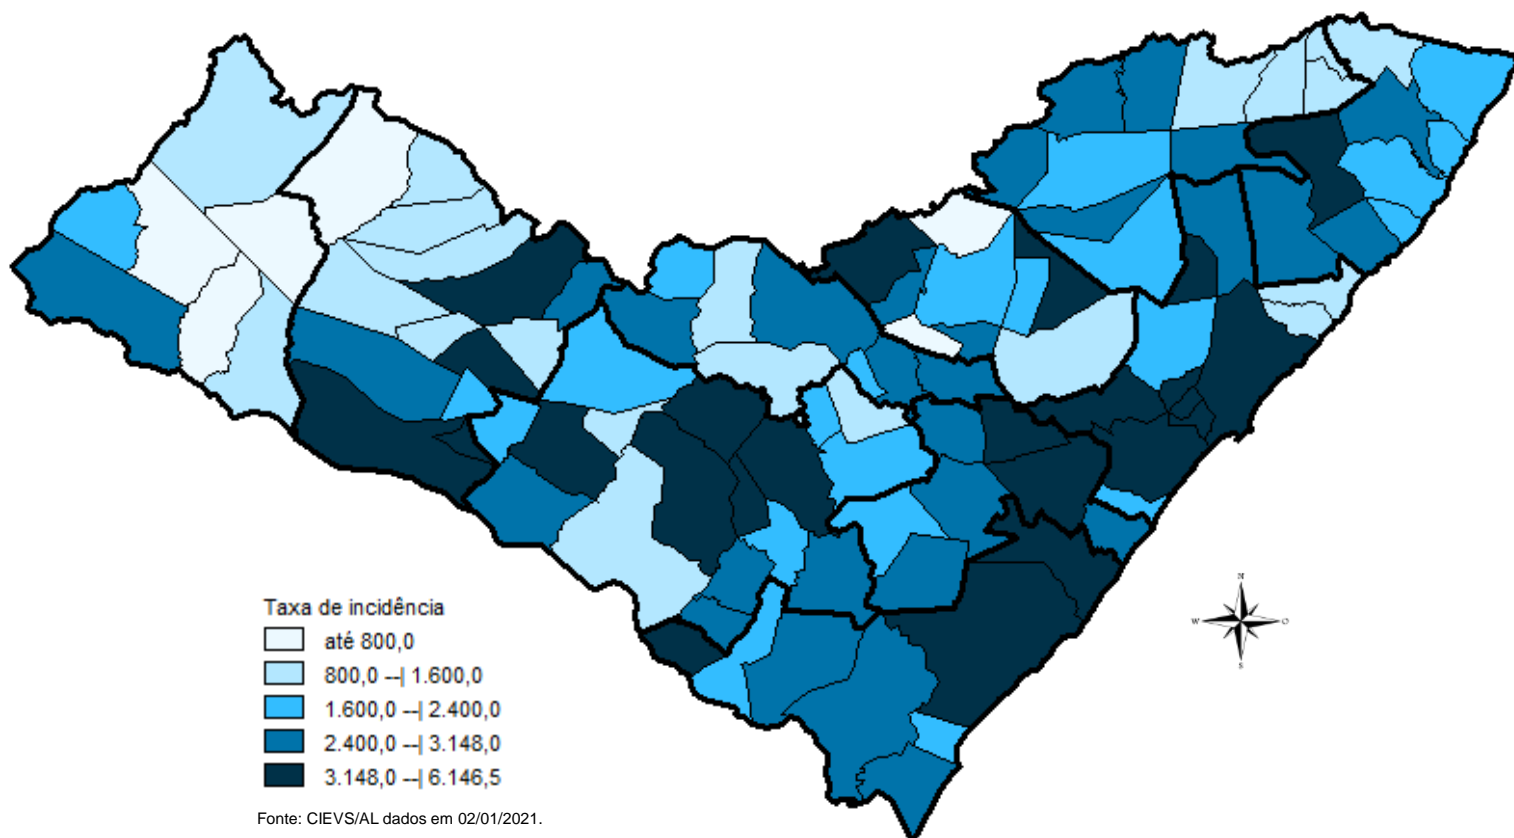 Taxa de incidência
até 800,0
800,0 --| 1.600,0
1.600,0 --| 2.400,0
2.400,0 --| 3.148,0
3.148,0 --| 6.146,5
Fonte: CIEVS/AL dados em 02/01/2021.
N
W O
S